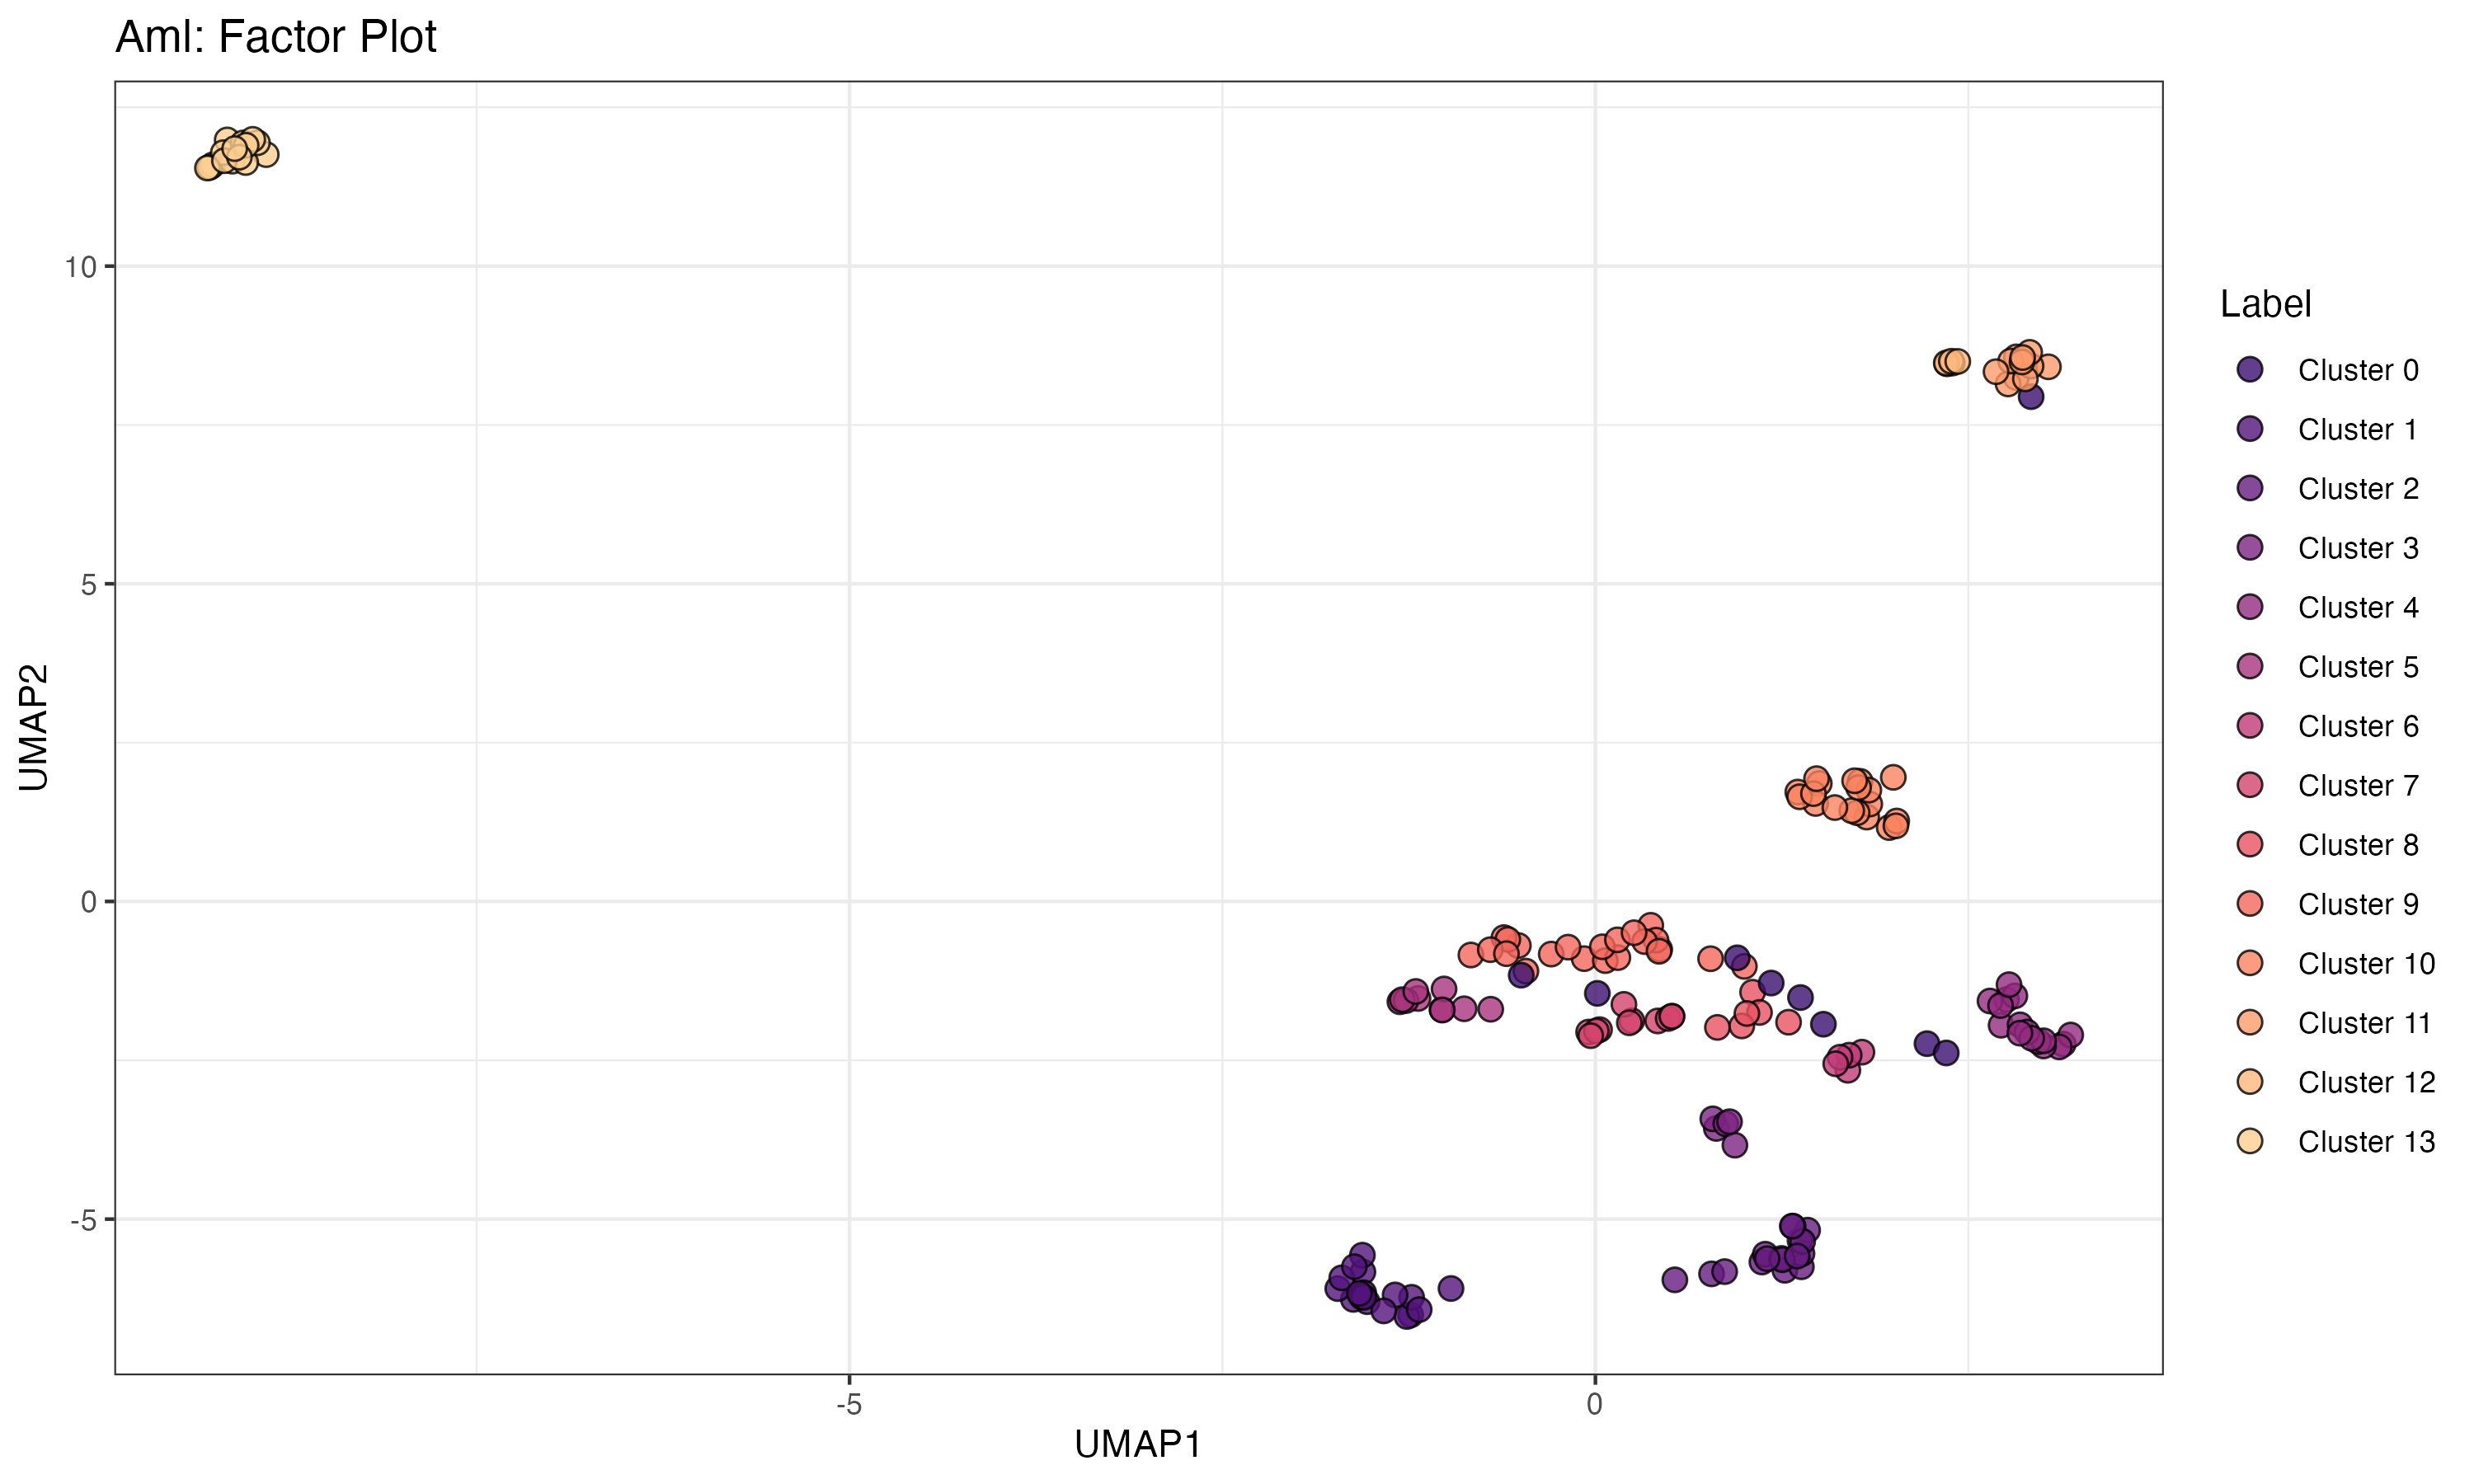 Aml: Factor Plot
10
5
0
-5
UMAP2
-5
0
UMAP1
Label
Cluster 0
Cluster 1
Cluster 2
Cluster 3
Cluster 4
Cluster 5
Cluster 6
Cluster 7
Cluster 8
Cluster 9
Cluster 10
Cluster 11
Cluster 12
Cluster 13